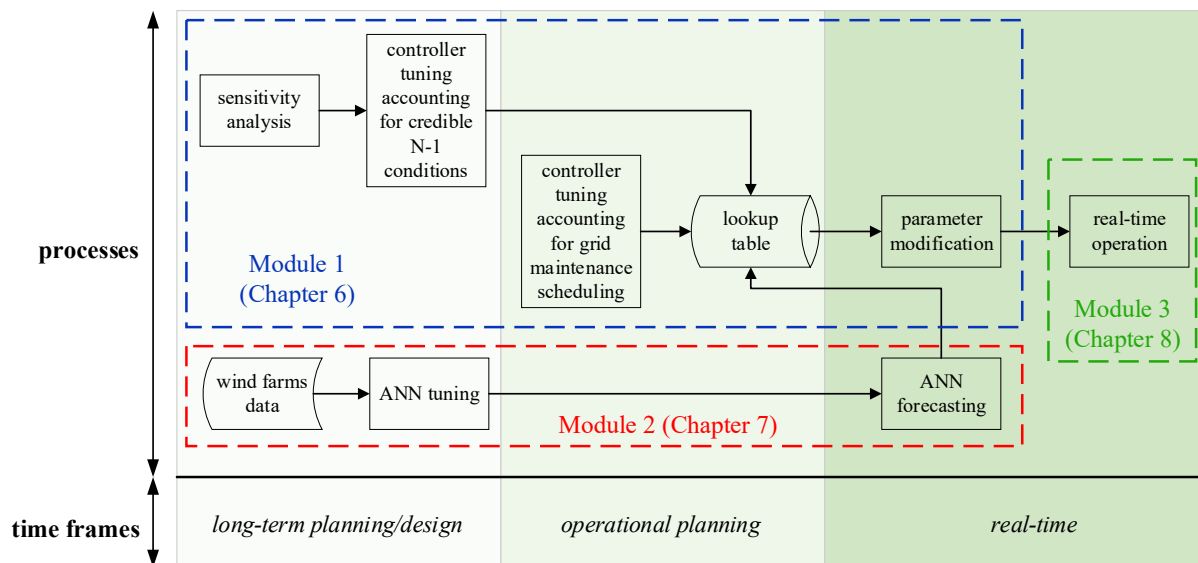 processes
sensitivity
analysis
controller
tuning
accounting
for credible
N-1
conditions
controller
tuning
accounting
for grid
maintenance
scheduling
lookup
table
parameter
modification
real-time
operation
Module 1
(Chapter 6)
Module 3
(Chapter 8)
wind farms
data
ANN tuning
ANN
forecasting
Module 2 (Chapter 7)
time frames
long-term planning/design
operational planning
real-time